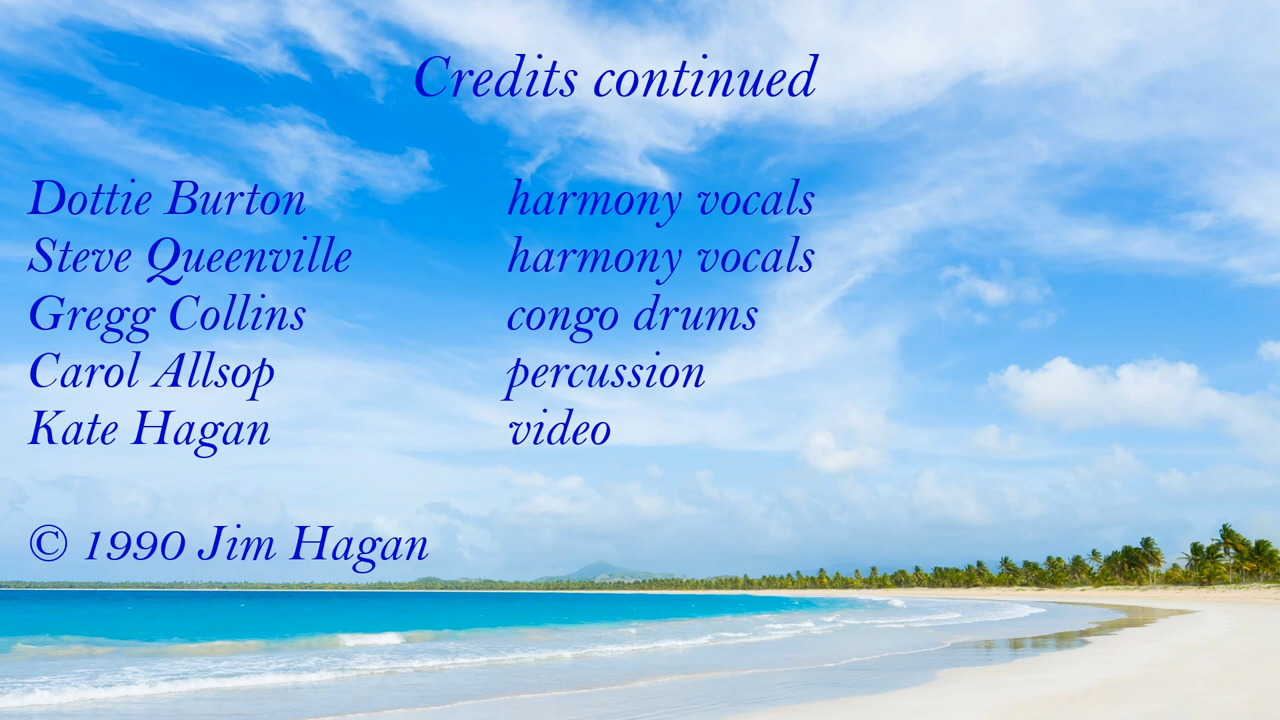 Credits continued
Dottie Burton harmony vocals
Steve Queenville harmony vocals
Gregg Collins congo drums
Carol Allsop percussion
Kate Hagan video
© 1990 Jim Hagan